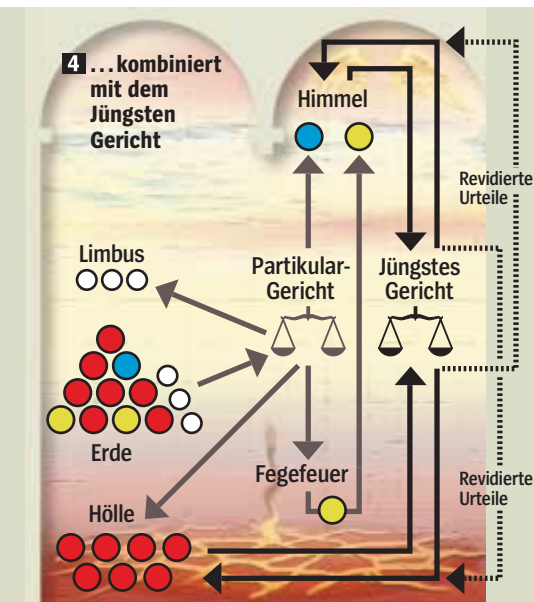 4 ...kombiniert
mit dem
Jüngsten
Gericht
Himmel
Revidierte
Urteile
Limbus
Partikular-
Gericht
Jüngstes
Gericht
Erde
Fegefeuer
Hölle
Revidierte
Urteile